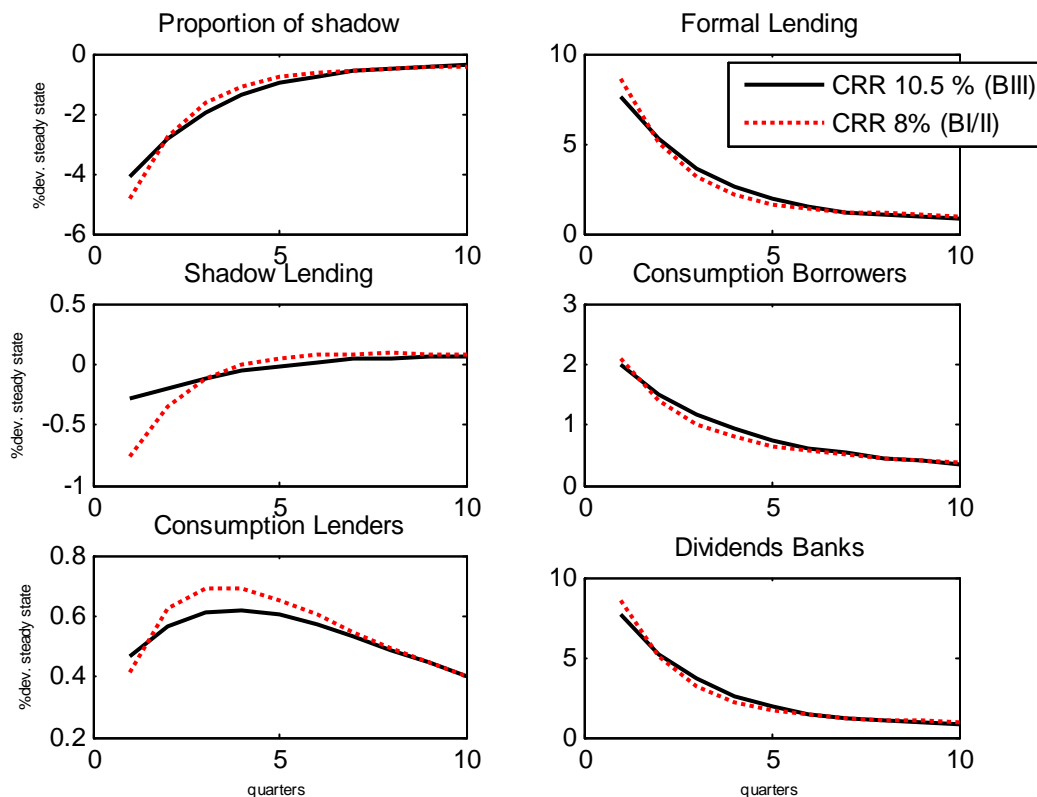 Proportion of shadow
0
-2
-4
-6
%dev. steady state
0 5 10
Formal Lending
10
5
0
0 5 10
CRR 10.5 % (BIII)
CRR 8% (BI/II)
Shadow Lending
0.5
0
-0.5
-1
%dev. steady state
0 5 10
Consumption Borrowers
3
2
1
0
0 5 10
Consumption Lenders
0.8
0.6
0.4
0.2
%dev. steady state
0 5 10
quarters
Dividends Banks
10
5
0
0 5 10
quarters